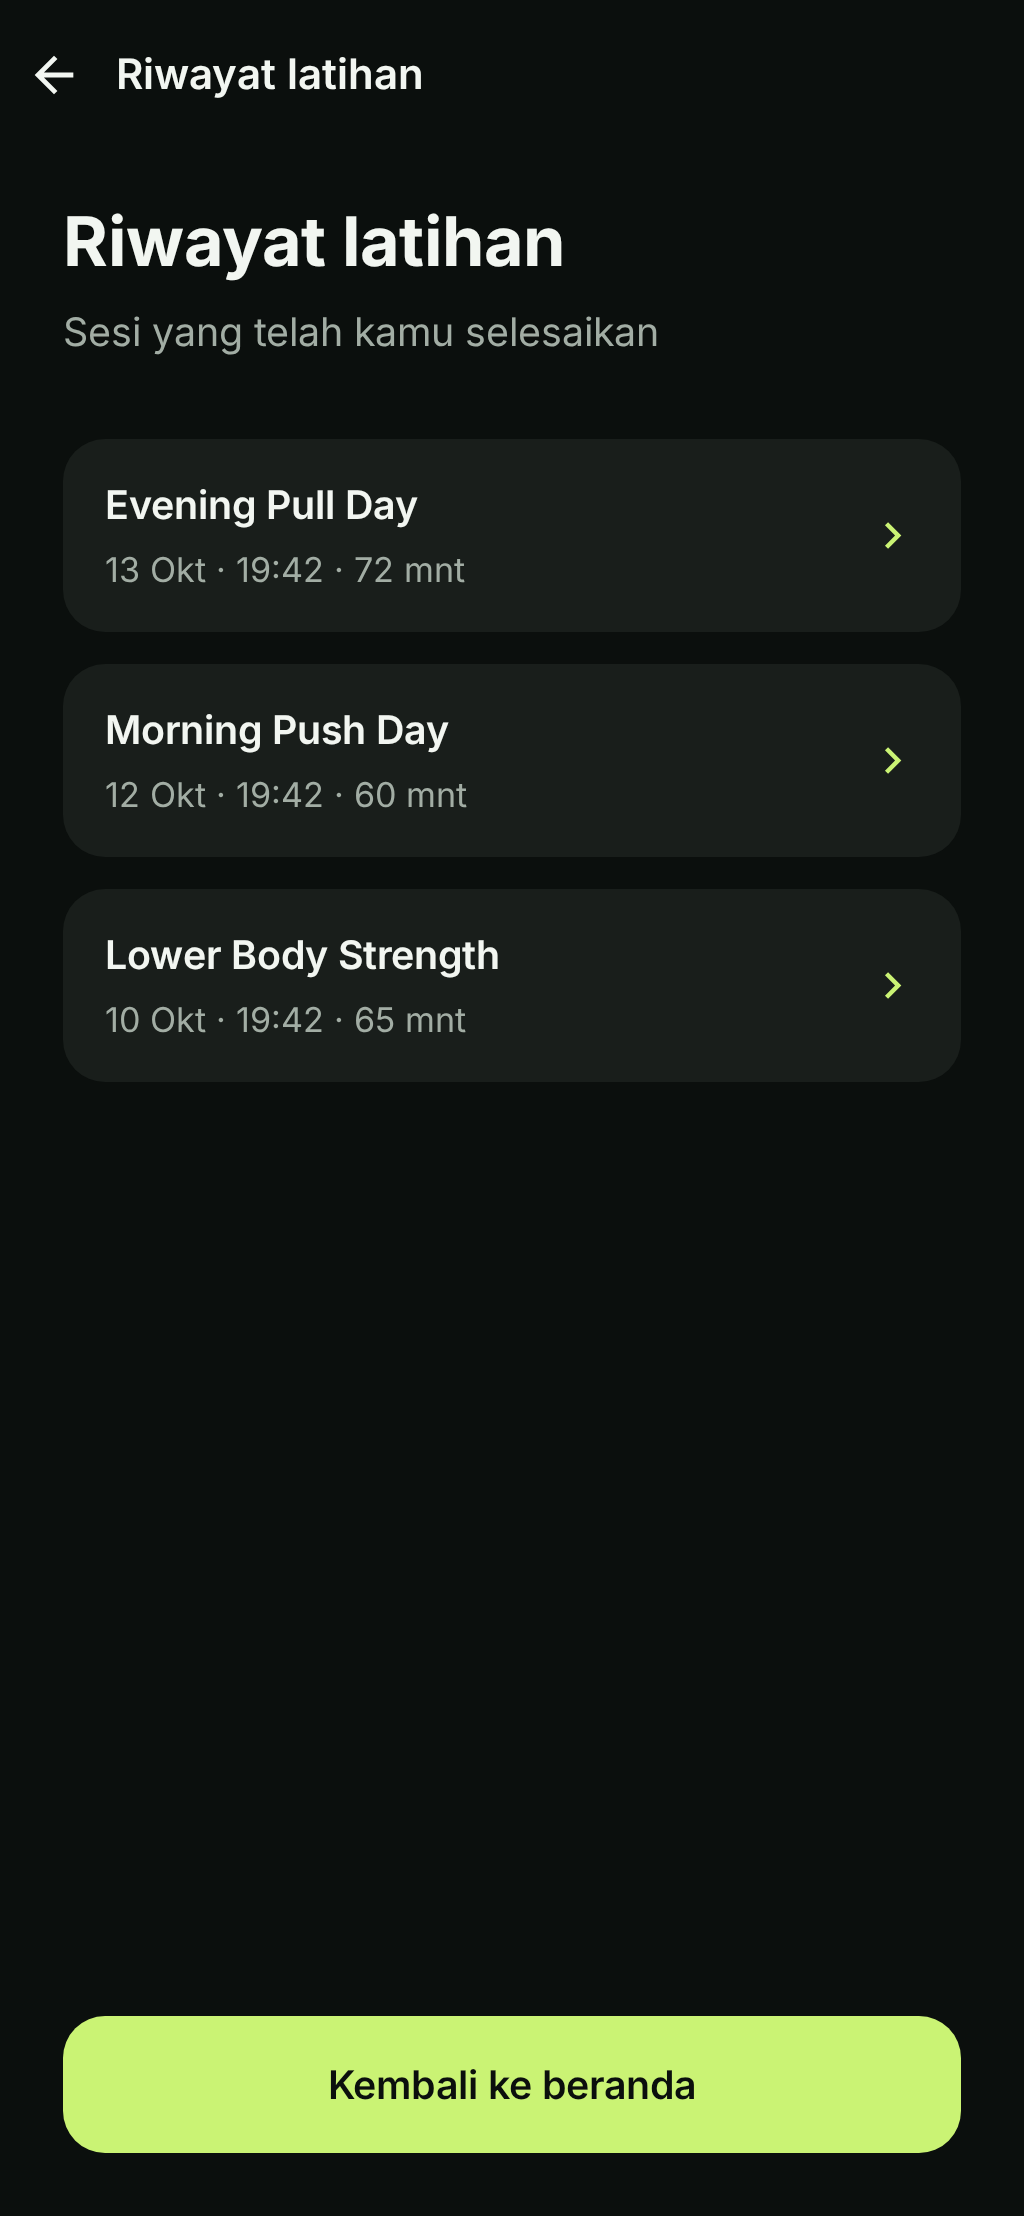 Riwayat latihan
Riwayat latihan
Sesi yang telah kamu selesaikan
Evening Pull Day
13 Okt · 19:42 · 72 mnt
Morning Push Day
12 Okt · 19:42 · 60 mnt
Lower Body Strength
10 Okt · 19:42 · 65 mnt
Kembali ke beranda